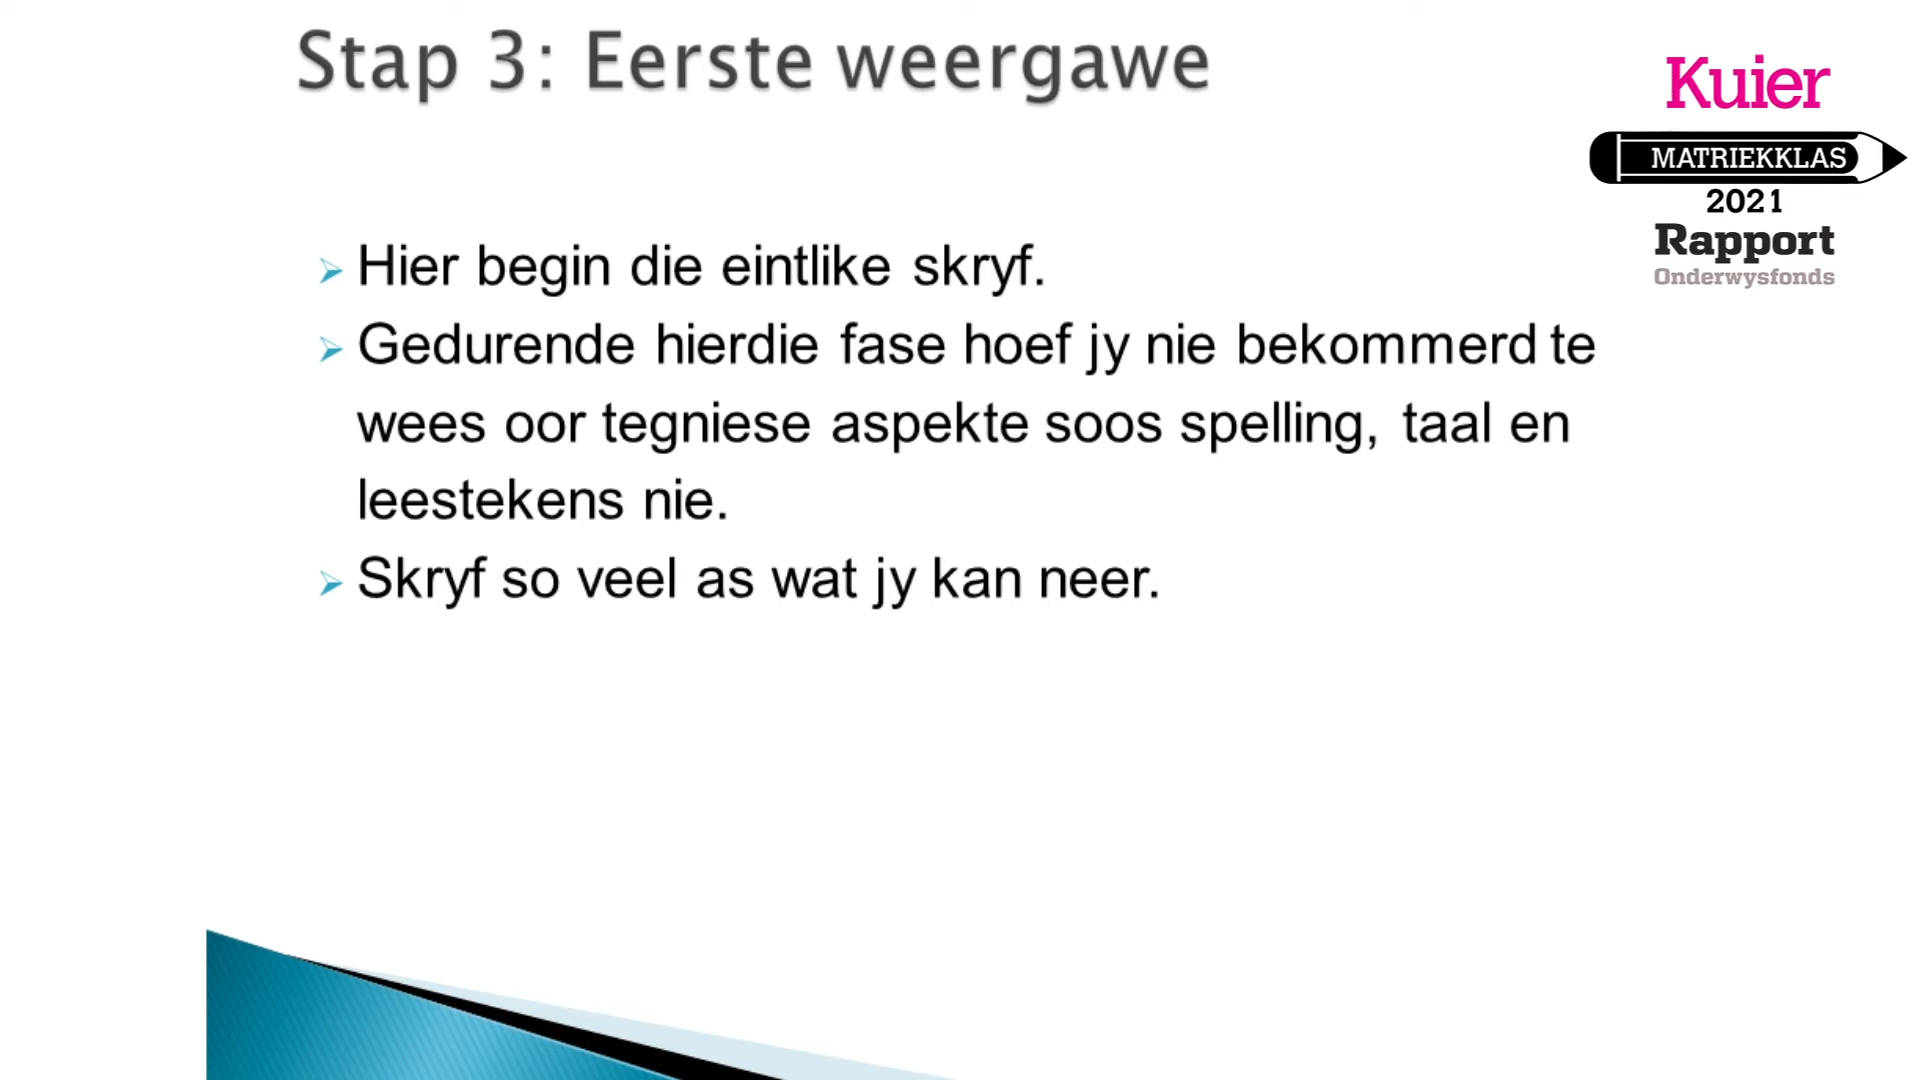 Stap 3: Eerste weergawe
Kuier
MATRIEKKLAS
2021
Rapport
Onderwysfonds
Hier begin die eintlike skryf.
Gedurende hierdie fase hoef jy nie bekommerd te
wees oor tegniese aspekte soos spelling, taal en
leestekens nie.
Skryf so veel as wat jy kan neer.